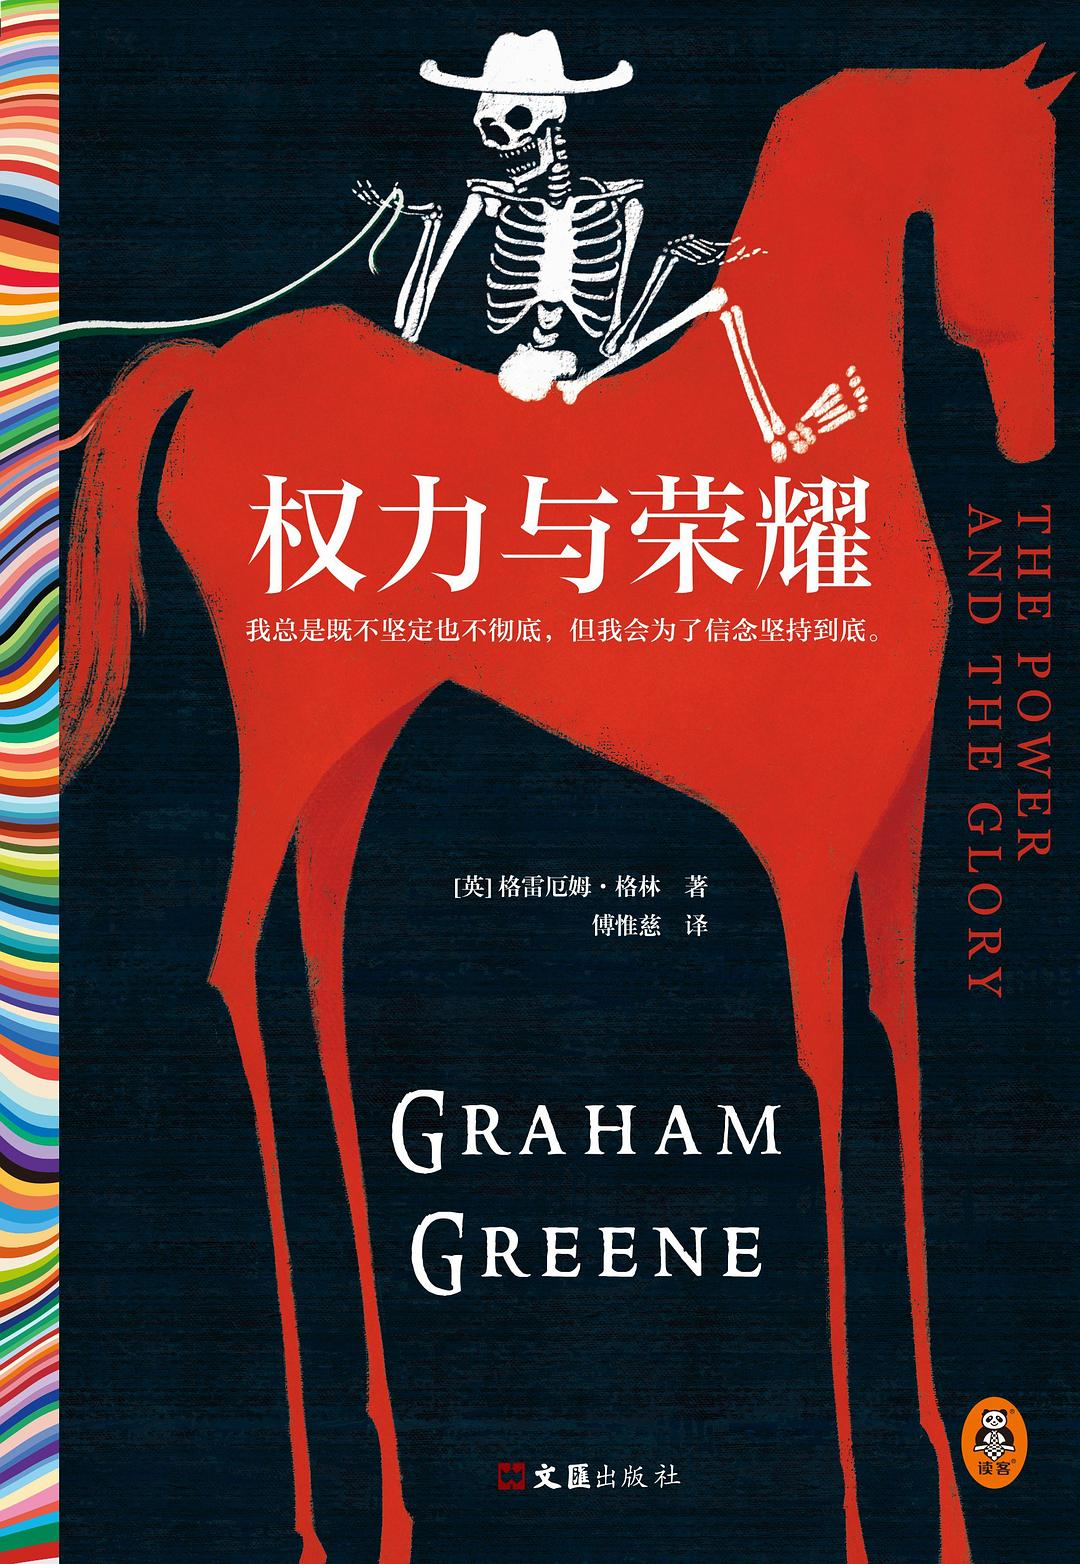 权力与荣耀
我总是既不坚定也不彻底，但我会为了信念坚持到底。
THE POWER
AND THE GLORY
[英] 格雷厄姆·格林 著
傅惟慈 译
GRAHAM
GREENE
文匯出版社
读客®